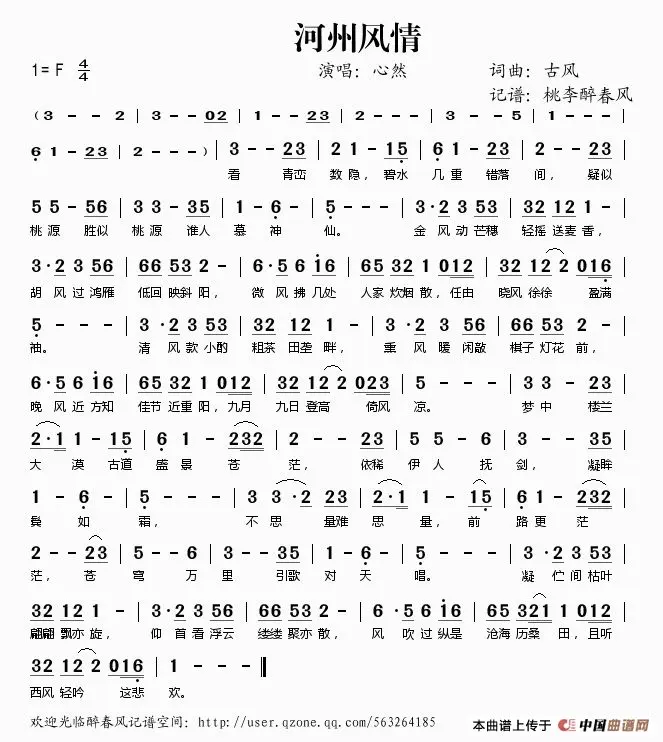 河州风情
1= F 4/4
演唱：心然
词曲：古风
记谱：桃李醉春风
( 3 - - 2 | 3 - - 02 | 1 - - 23 | 2 - - - | 3 - - 5 | 1 - - - |
6 1 - 23 | 2 - - - ) | 3 - - 23 | 2 1 - 15 | 6 1 - 23 | 2 - - 23 |
看 青峦 数隐，碧水 几重 错落 间，疑似
5 5 - 56 | 3 3 - 35 | 1 - 6 - | 5 - - - | 3 · 2 3 53 | 32 12 1 - |
桃源 胜似 桃源 谁人 慕 神 仙。 金 风 动 芒穗 轻摇 送麦 香，
3 · 2 3 56 | 66 53 2 - | 6 · 5 6 16 | 65 32 1 012 | 32 12 2 016 |
胡 风 过 鸿雁 低回 映斜 阳， 微 风 拂 几处 人家 炊烟 散，任由 晓风 徐徐 盈满
5 - - - | 3 · 2 3 53 | 32 12 1 - | 3 · 2 3 56 | 66 53 2 - |
袖。 清 风 款 小酌 粗茶 田垄 畔， 重 风 暖 闲敲 棋子 灯花 前，
6 · 5 6 16 | 65 32 1 012 | 32 12 2 023 | 5 - - - | 3 3 - 23 |
晚 风 近 方知 佳节 近重 阳，九月 九日 登高 倚风 凉。 梦 中 楼兰
2 · 1 1 - 15 | 6 1 - 232 | 2 - - 23 | 5 5 - 3 | 3 - - 35 |
大 漠 古道 盛 景 苍 茫，依稀 伊 人 抚 剑，凝眸
1 - 6 - | 5 - - - | 3 3 · 2 | 3 - - 23 | 2 · 1 1 - 15 | 6 1 - 232 |
鬓 如 霜， 不 思 量难 思 量，前 路 更 茫
2 - - 23 | 5 - 5 - | 3 - - 35 | 1 - 6 - | 5 - - - | 3 · 2 3 53 |
茫，苍 穹 万 里 引歌 对 天 唱。 凝 伫 间 枯叶
32 12 1 - | 3 · 2 3 56 | 66 53 2 - | 6 · 5 6 16 | 65 321 1 012 |
翩翩 飘亦 旋， 仰 首 看 浮云 缕缕 聚亦 散， 风 吹 过 纵是 沧海 历桑 田，且听
32 12 2 016 | 1 - - - ‖
西风 轻吟 这悲 欢。
欢迎光临醉春风记谱空间：http://user.qzone.qq.com/563264185
本曲谱上传于 中国曲谱网